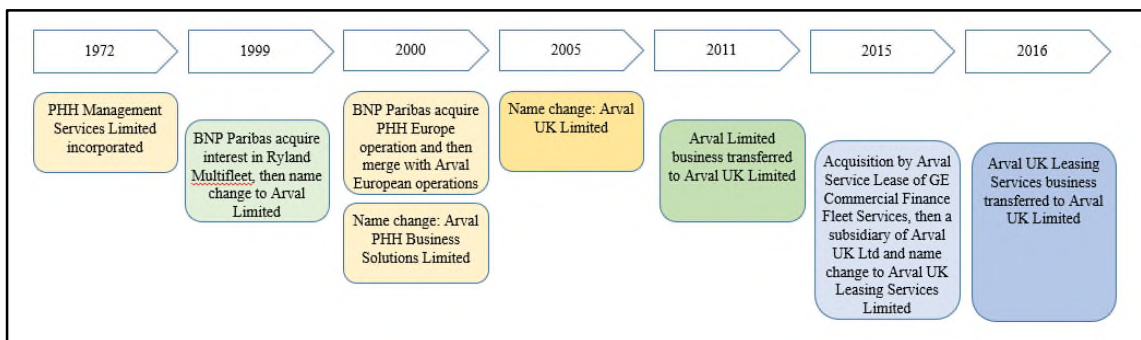 1972
1999
2000
2005
2011
2015
2016
PHH Management
Services Limited
incorporated
BNP Paribas acquire
interest in Ryland
Multifleet, then name
change to Arval
Limited
BNP Paribas acquire
PHH Europe
operation and then
merge with Arval
European operations
Name change: Arval
PHH Business
Solutions Limited
Name change: Arval
UK Limited
Arval Limited
business transferred
to Arval UK Limited
Acquisition by Arval
Service Lease of GE
Commercial Finance
Fleet Services, then a
subsidiary of Arval
UK Ltd and name
change to Arval UK
Leasing Services
Limited
Arval UK Leasing
Services business
transferred to Arval
UK Limited